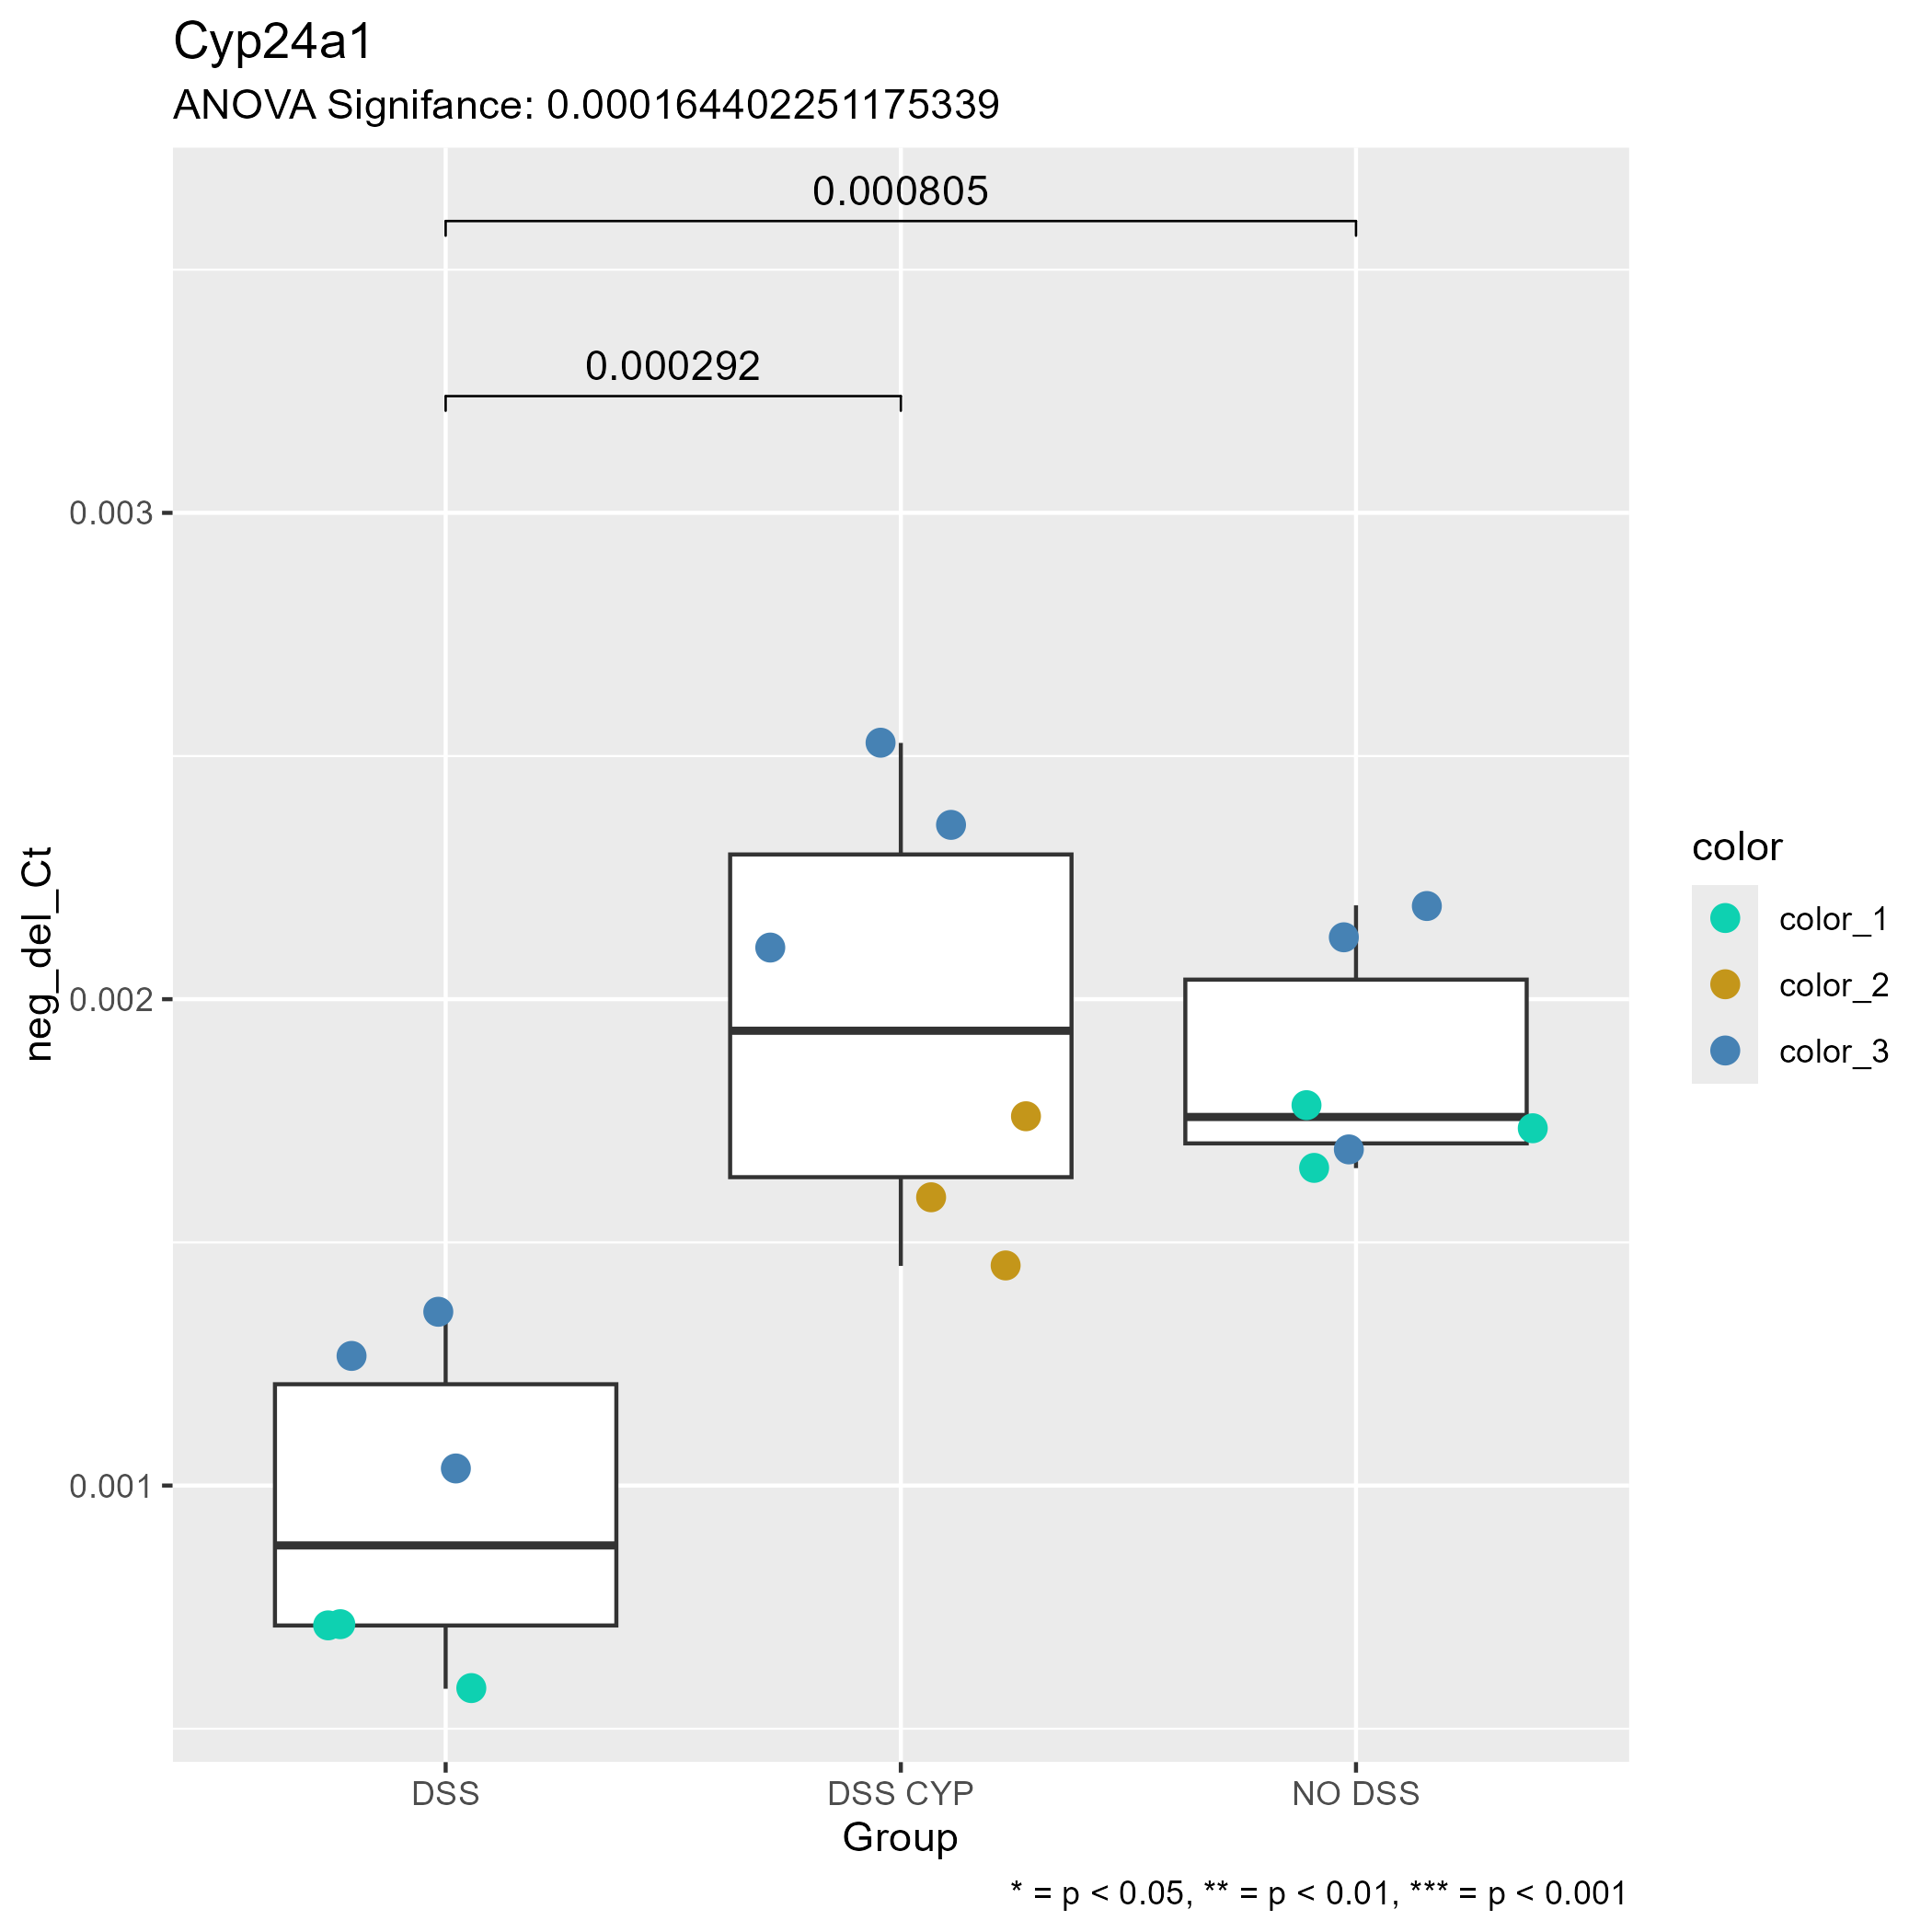 Cyp24a1
ANOVA Signifance: 0.000164402251175339
0.000805
0.000292
0.003
0.002
0.001
neg_del_Ct
DSS
DSS CYP
NO DSS
Group
color
color_1
color_2
color_3
* = p < 0.05, ** = p < 0.01, *** = p < 0.001